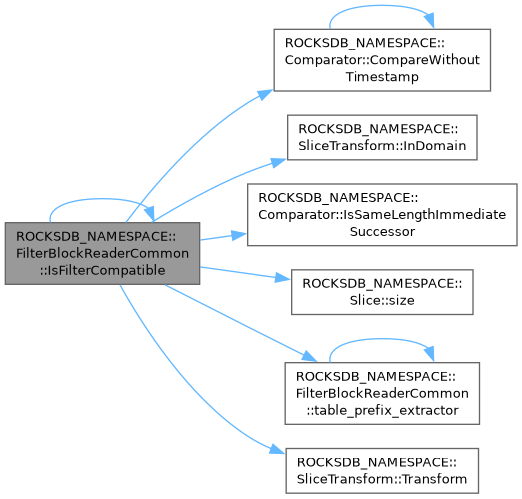 ROCKSDB_NAMESPACE::
FilterBlockReaderCommon
::IsFilterCompatible
ROCKSDB_NAMESPACE::
Comparator::CompareWithout
Timestamp
ROCKSDB_NAMESPACE::
SliceTransform::InDomain
ROCKSDB_NAMESPACE::
Comparator::IsSameLengthImmediate
Successor
ROCKSDB_NAMESPACE::
Slice::size
ROCKSDB_NAMESPACE::
FilterBlockReaderCommon
::table_prefix_extractor
ROCKSDB_NAMESPACE::
SliceTransform::Transform